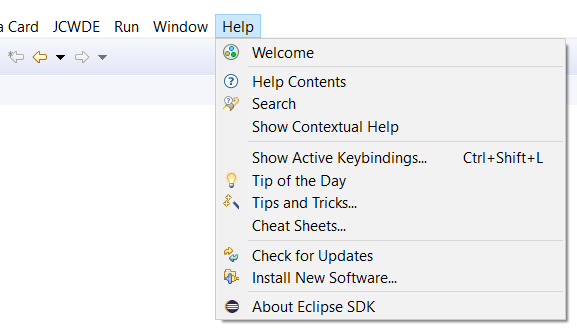 a Card JCWDE Run Window Help
Welcome
Help Contents
Search
Show Contextual Help
Show Active Keybindings... Ctrl+Shift+L
Tip of the Day
Tips and Tricks...
Cheat Sheets...
Check for Updates
Install New Software...
About Eclipse SDK